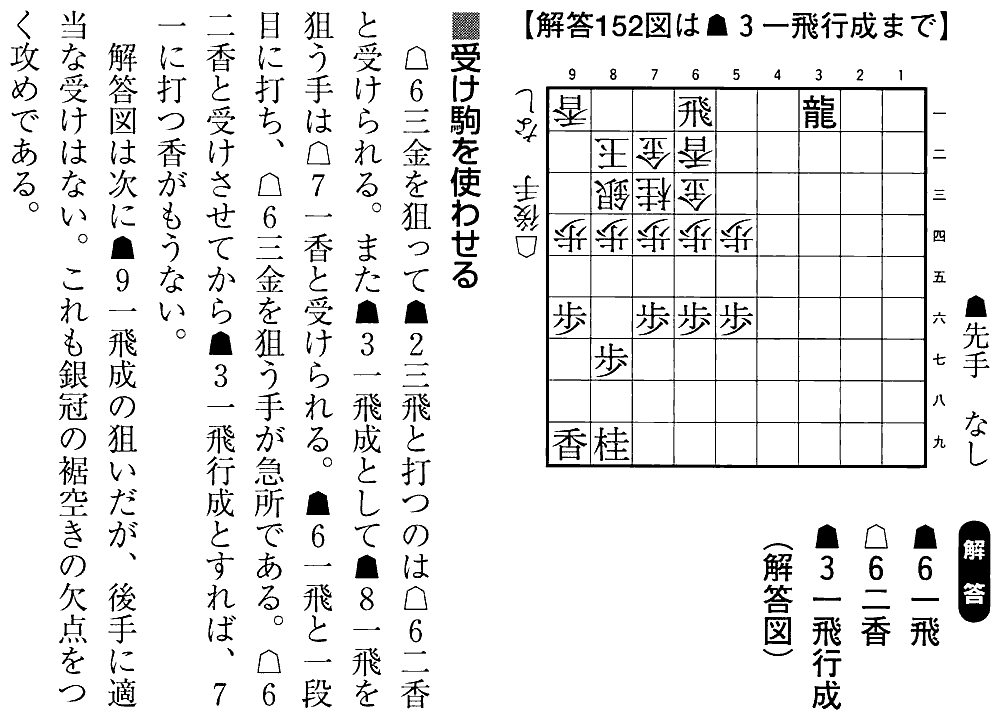 【解答152図は☗3一飛行成まで】
9 8 7 6 5 4 3 2 1
香 飛 龍 一
王 金 香 二
銀 桂 金 三
歩 歩 歩 歩 歩 四
五
歩 歩 歩 歩 六
歩 七
八
香 桂 九
☖後手 なし
☗先手 なし
解答
☗6一飛
☖6二香
☗3一飛行成
(解答図)
■受け駒を使わせる
☖6三金を狙って☗2三飛と打つのは☖6二香
と受けられる。また☗3一飛成として☗8一飛を
狙う手は☖7一香と受けられる。☗6一飛と一段
目に打ち、☖6三金を狙う手が急所である。☖6
二香と受けさせてから☗3一飛行成とすれば、7
一に打つ香がもうない。
解答図は次に☗9一飛成の狙いだが、後手に適
当な受けはない。これも銀冠の裾空きの欠点をつ
く攻めである。